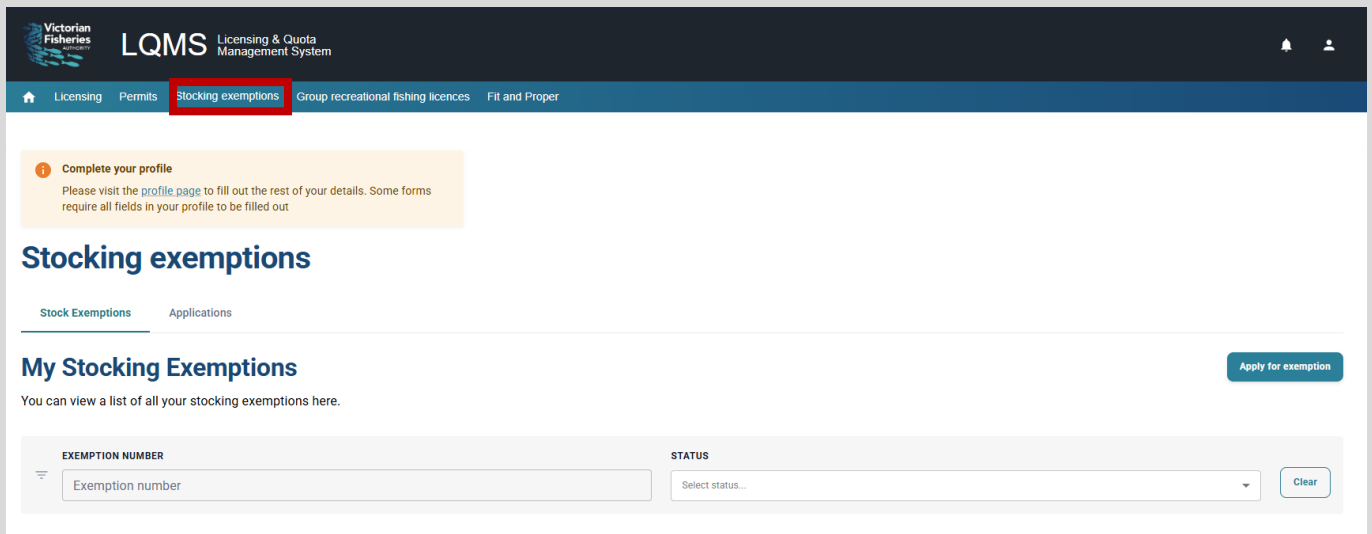 Victorian
Fisheries
AUTHORITY
LQMS
Licensing & Quota
Management System
Licensing
Permits
Stocking exemptions
Group recreational fishing licences
Fit and Proper
Complete your profile
Please visit the profile page to fill out the rest of your details. Some forms
require all fields in your profile to be filled out
Stocking exemptions
Stock Exemptions
Applications
My Stocking Exemptions
Apply for exemption
You can view a list of all your stocking exemptions here.
EXEMPTION NUMBER
STATUS
Exemption number
Select status...
Clear